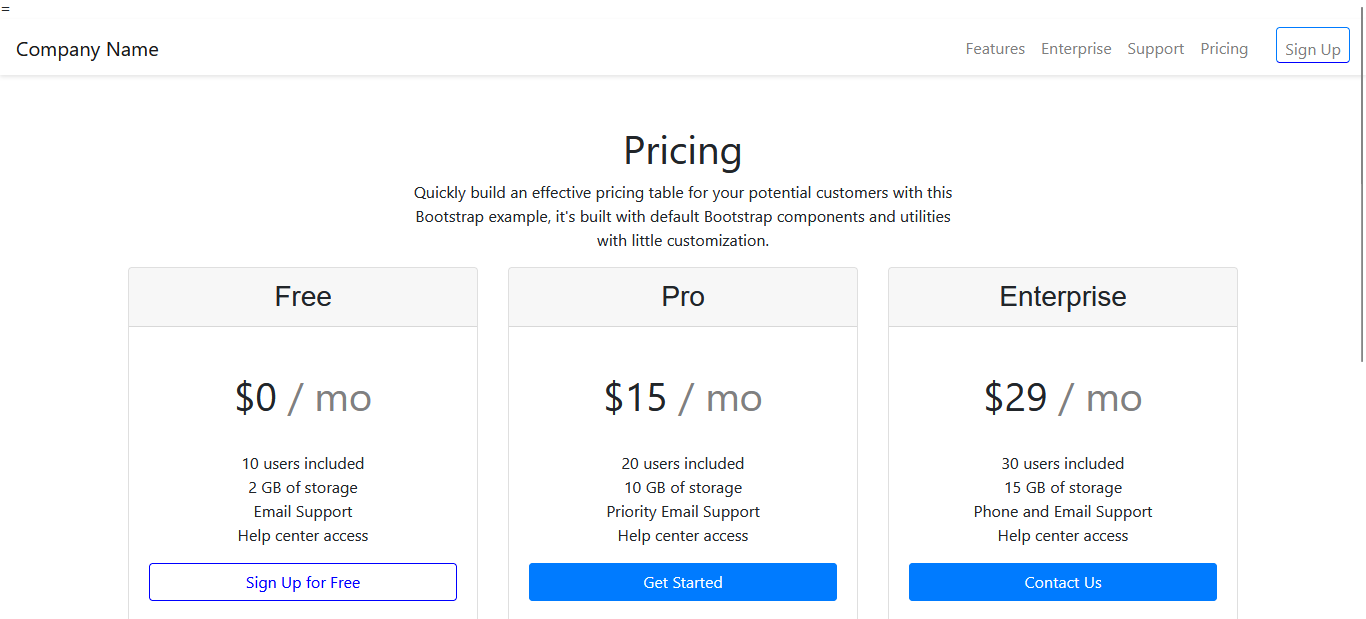 =
Company Name
Features Enterprise Support Pricing Sign Up
Pricing
Quickly build an effective pricing table for your potential customers with this
Bootstrap example, it's built with default Bootstrap components and utilities
with little customization.
Free
$0 / mo
10 users included
2 GB of storage
Email Support
Help center access
Sign Up for Free
Pro
$15 / mo
20 users included
10 GB of storage
Priority Email Support
Help center access
Get Started
Enterprise
$29 / mo
30 users included
15 GB of storage
Phone and Email Support
Help center access
Contact Us